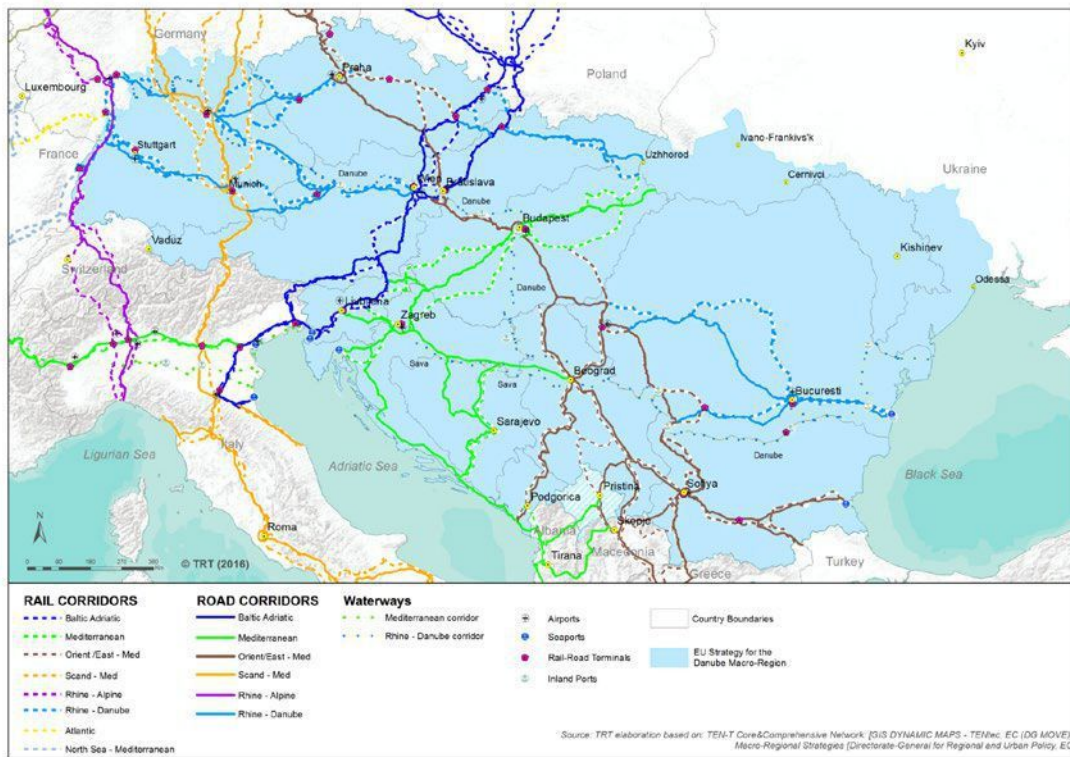 Germany
Kyiv
Praha
Poland
Luxembourg
Ivano-Frankivs'k
Stuttgart
France
Uzhhorod
Ukraine
Cernivci
Munich
Danube
Wien
Bratislava
Danube
Budapest
Vaduz
Kishinev
Switzerland
Odessa
Danube
Ljubljana
Zagreb
Sava
Beograd
Sava
Bucuresti
Sarajevo
Italy
Ligurian Sea
Adriatic Sea
Danube
Black Sea
Podgorica
Pristina
Sofiya
Roma
Albania
Skopje
Macedonia
Tirana
Turkey
Greece
N
0 90 180 270 360
© TRT (2016)
RAIL CORRIDORS
Baltic Adriatic
Mediterranean
Orient/East - Med
Scand - Med
Rhine - Alpine
Rhine - Danube
Atlantic
North Sea - Mediterranean
ROAD CORRIDORS
Baltic Adriatic
Mediterranean
Orient/East - Med
Scand - Med
Rhine - Alpine
Rhine - Danube
Waterways
Mediterranean corridor
Rhine - Danube corridor
Airports
Seaports
Rail-Road Terminals
Inland Ports
Country Boundaries
EU Strategy for the
Danube Macro-Region
Source: TRT elaboration based on: TEN-T Core&Comprehensive Network: [GIS DYNAMIC MAPS - TENtec, EC (DG MOVE)]
Macro-Regional Strategies [Directorate-General for Regional and Urban Policy, EC